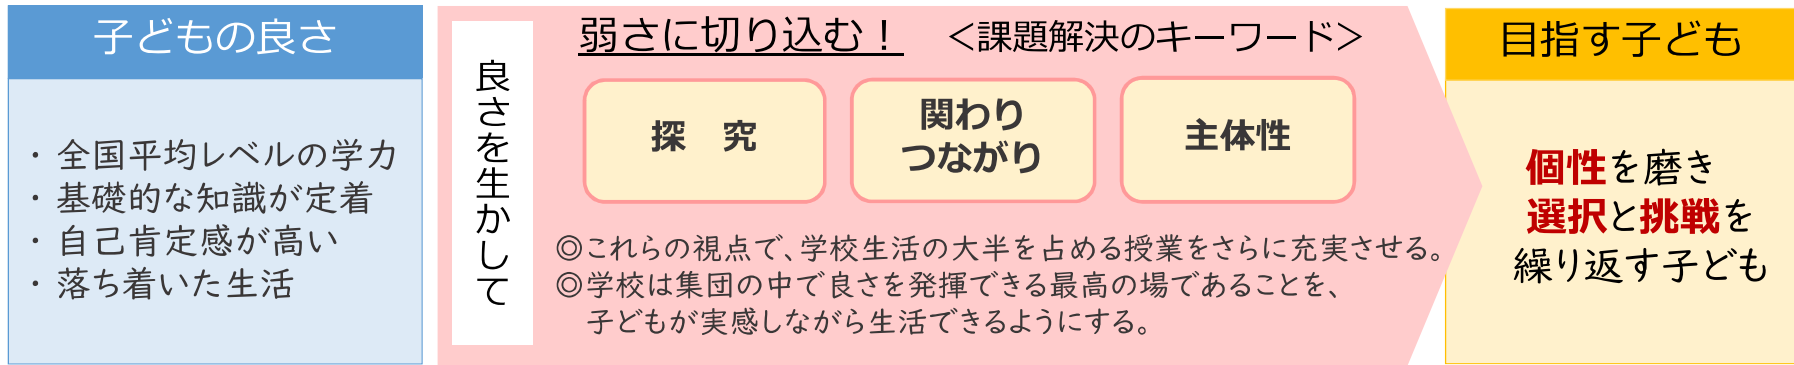 子どもの良さ
・ 全国平均レベルの学力
・ 基礎的な知識が定着
・ 自己肯定感が高い
・ 落ち着いた生活
良さを生かして
弱さに切り込む！　＜課題解決のキーワード＞
探　究
関わり
つながり
主体性
◎これらの視点で、学校生活の大半を占める授業をさらに充実させる。
◎学校は集団の中で良さを発揮できる最高の場であることを、
子どもが実感しながら生活できるようにする。
目指す子ども
個性を磨き
選択と挑戦を
繰り返す子ども